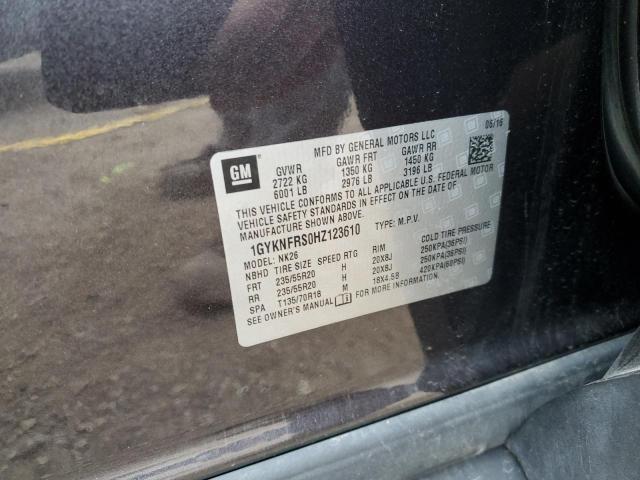 GM
MFD BY GENERAL MOTORS LLC 06/16
GVWR GAWR FRT GAWR RR
2722 KG 1350 KG 1450 KG
6001 LB 2976 LB 3196 LB
THIS VEHICLE CONFORMS TO ALL APPLICABLE U.S. FEDERAL MOTOR
VEHICLE SAFETY STANDARDS IN EFFECT ON THE DATE OF
MANUFACTURE SHOWN ABOVE.
1GYKNFRS0HZ123610 TYPE: M.P.V.
MODEL: NK26
NBHD TIRE SIZE SPEED RTG RIM COLD TIRE PRESSURE
FRT 235/55R20 H 20X8J 250KPA(36PSI)
RR 235/55R20 H 20X8J 250KPA(36PSI)
SPA T135/70R18 M 18X4.5B 420KPA(60PSI)
SEE OWNER'S MANUAL FOR MORE INFORMATION.